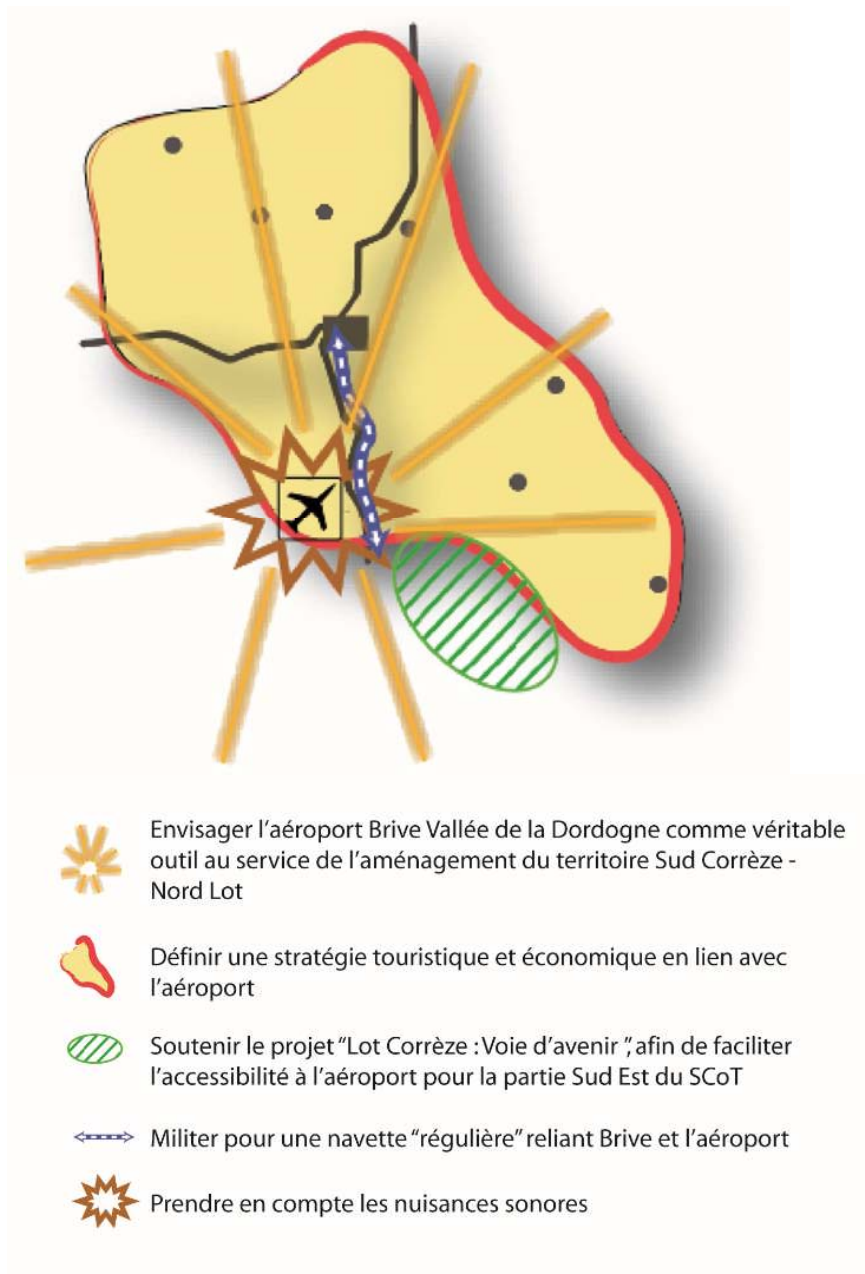 Envisager l'aéroport Brive Vallée de la Dordogne comme véritable
outil au service de l'aménagement du territoire Sud Corrèze -
Nord Lot
Définir une stratégie touristique et économique en lien avec
l'aéroport
Soutenir le projet "Lot Corrèze : Voie d'avenir", afin de faciliter
l'accessibilité à l'aéroport pour la partie Sud Est du SCoT
Militer pour une navette "régulière" reliant Brive et l'aéroport
Prendre en compte les nuisances sonores